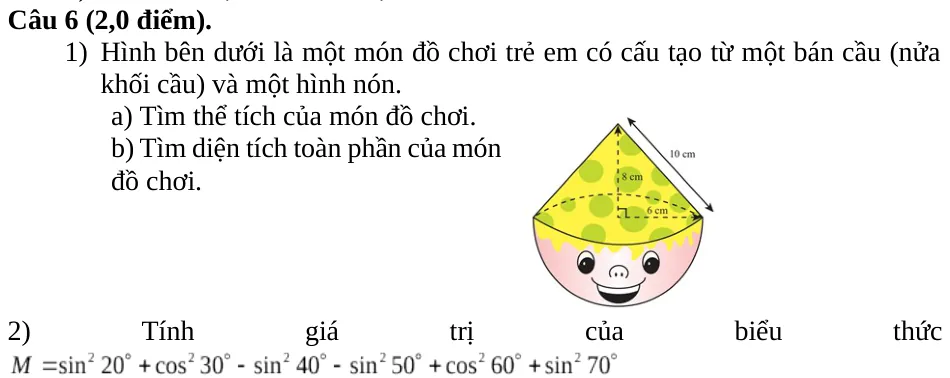 Câu 6 (2,0 điểm).
1) Hình bên dưới là một món đồ chơi trẻ em có cấu tạo từ một bán cầu (nửa
khối cầu) và một hình nón.
a) Tìm thể tích của món đồ chơi.
b) Tìm diện tích toàn phần của món
đồ chơi.
10 cm
8 cm
6 cm
2) Tính giá trị của biểu thức
M = sin² 20° + cos² 30° - sin² 40° - sin² 50° + cos² 60° + sin² 70°